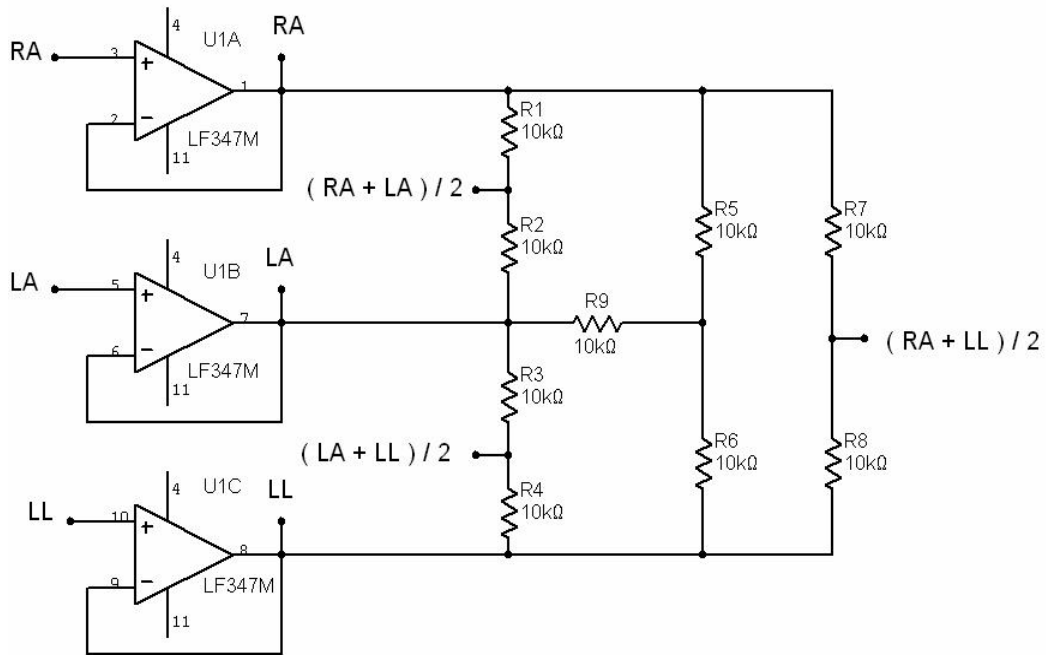 RA
3
2
4
U1A
1
11
LF347M
RA
R1
10kΩ
( RA + LA ) / 2
R2
10kΩ
R5
10kΩ
R7
10kΩ
LA
5
6
4
U1B
7
11
LF347M
LA
R9
10kΩ
( RA + LL ) / 2
R3
10kΩ
( LA + LL ) / 2
R4
10kΩ
R6
10kΩ
R8
10kΩ
LL
10
9
4
U1C
8
11
LF347M
LL